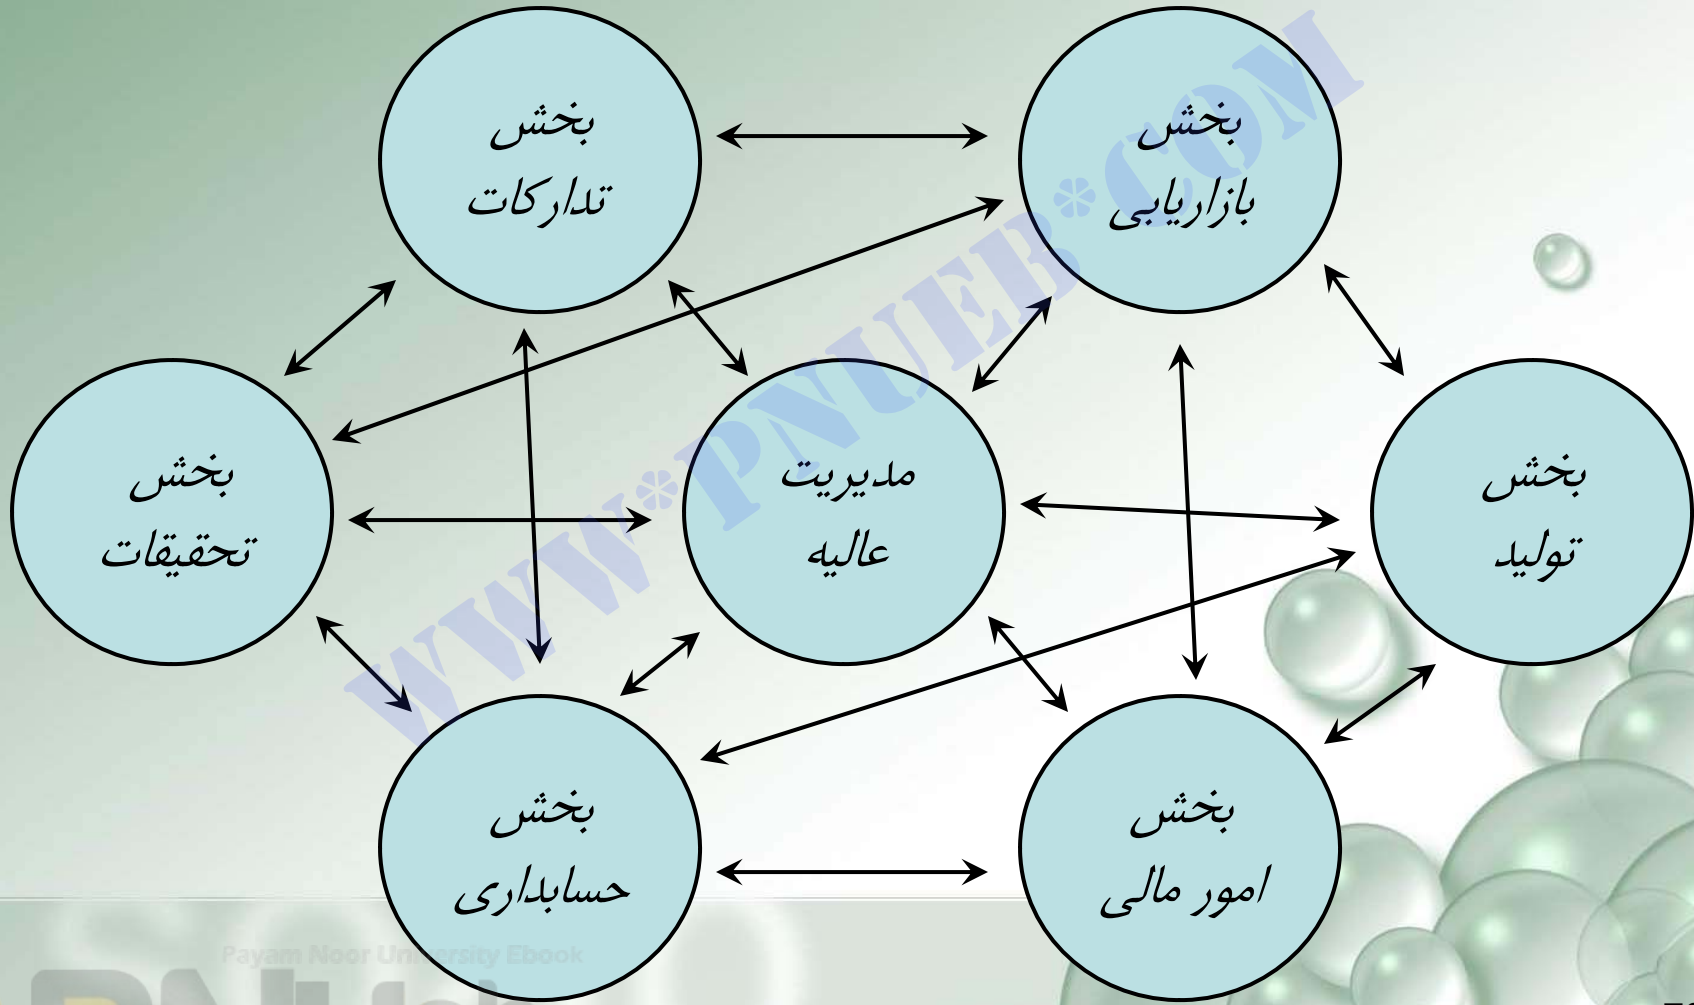 بخش
بازاریابی
بخش
تدارکات
بخش
تولید
مدیریت
عالیه
بخش
تحقیقات
بخش
امور مالی
بخش
حسابداری
WWW*PNUEB*COM
Payam Noor University Ebook